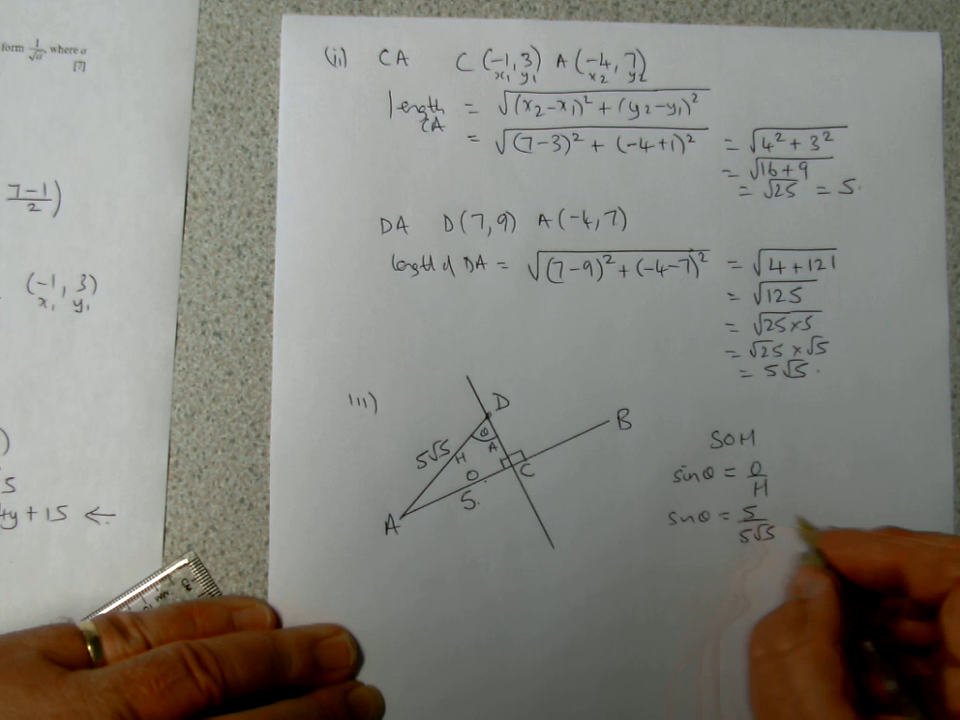 form 1/√a, where a
[7]
7-1/2)
(-1, 3)
x₁ y₁
)
5
4y + 15 ←
(ii) CA C (-1, 3) A (-4, 7)
x₁ y₁ x₂ y₂
length CA = √(x₂-x₁)² + (y₂-y₁)²
= √(7-3)² + (-4+1)² = √4² + 3²
= √16 + 9
= √25 = 5.
DA D(7, 9) A(-4, 7)
length of DA = √(7-9)² + (-4-7)² = √4 + 121
= √125
= √25×5
= √25 × √5
= 5√5.
iii)
D
B
θ
A
5√5
H
O
C
5.
A
SOH
sinθ = O/H
sinθ = 5/5√5